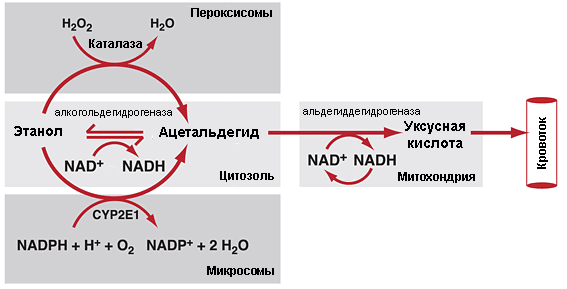 Пероксисомы
H₂O₂ H₂O
Каталаза
алкогольдегидрогеназа
Этанол Ацетальдегид
NAD⁺ NADH
Цитозоль
альдегиддегидрогеназа
Уксусная
кислота
NAD⁺ NADH
Митохондрия
Кровоток
CYP2E1
NADPH + H⁺ + O₂ NADP⁺ + 2 H₂O
Микросомы